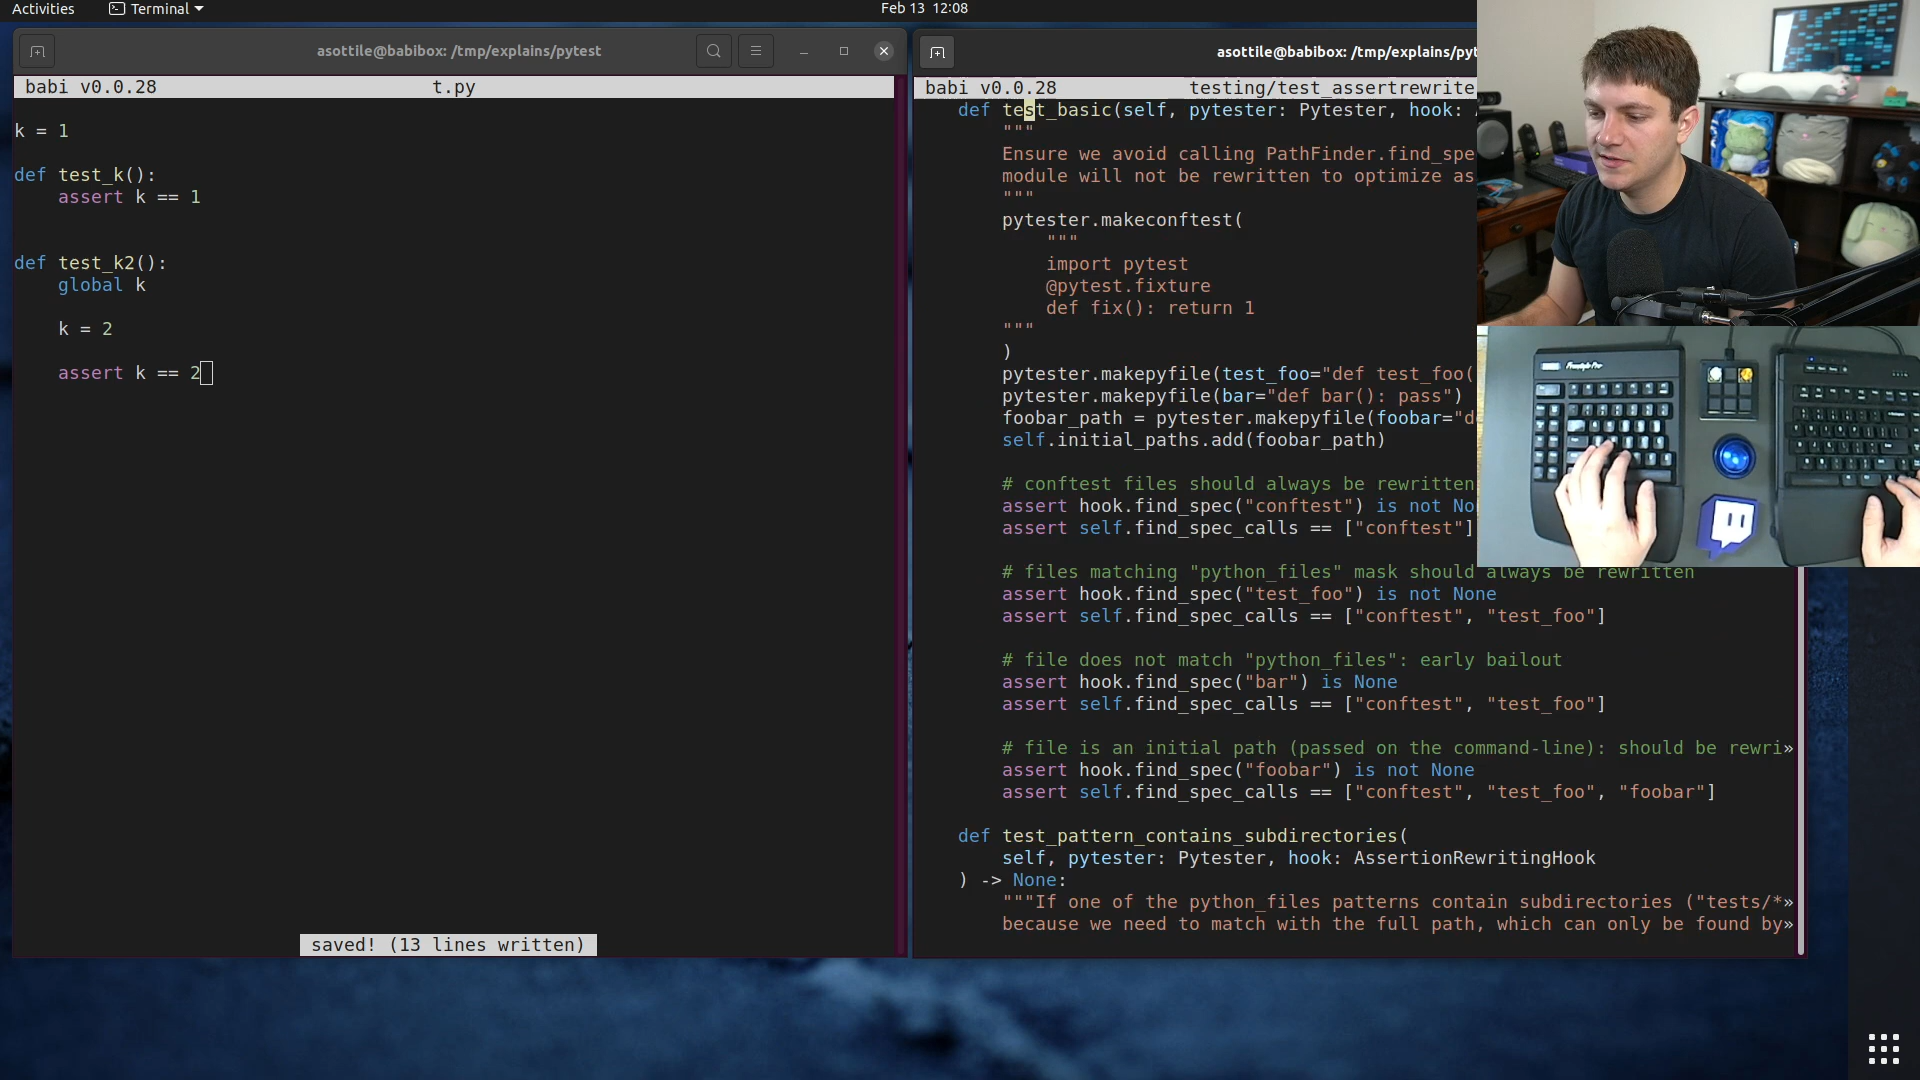 Activities
Terminal
Feb 13 12:08
asottile@babibox: /tmp/explains/pytest
babi v0.0.28 t.py
k = 1
def test_k():
    assert k == 1
def test_k2():
    global k
    k = 2
    assert k == 2
saved! (13 lines written)
asottile@babibox: /tmp/explains/pyt
babi v0.0.28 testing/test_assertrewrite
def test_basic(self, pytester: Pytester, hook:
"""
Ensure we avoid calling PathFinder.find_spe
module will not be rewritten to optimize as
"""
pytester.makeconftest(
"""
import pytest
@pytest.fixture
def fix(): return 1
"""
)
pytester.makepyfile(test_foo="def test_foo(
pytester.makepyfile(bar="def bar(): pass")
foobar_path = pytester.makepyfile(foobar="d
self.initial_paths.add(foobar_path)
# conftest files should always be rewritten
assert hook.find_spec("conftest") is not No
assert self.find_spec_calls == ["conftest"]
# files matching "python_files" mask should always be rewritten
assert hook.find_spec("test_foo") is not None
assert self.find_spec_calls == ["conftest", "test_foo"]
# file does not match "python_files": early bailout
assert hook.find_spec("bar") is None
assert self.find_spec_calls == ["conftest", "test_foo"]
# file is an initial path (passed on the command-line): should be rewri»
assert hook.find_spec("foobar") is not None
assert self.find_spec_calls == ["conftest", "test_foo", "foobar"]
def test_pattern_contains_subdirectories(
self, pytester: Pytester, hook: AssertionRewritingHook
) -> None:
"""If one of the python_files patterns contain subdirectories ("tests/*»
because we need to match with the full path, which can only be found by»
Freestyle Pro